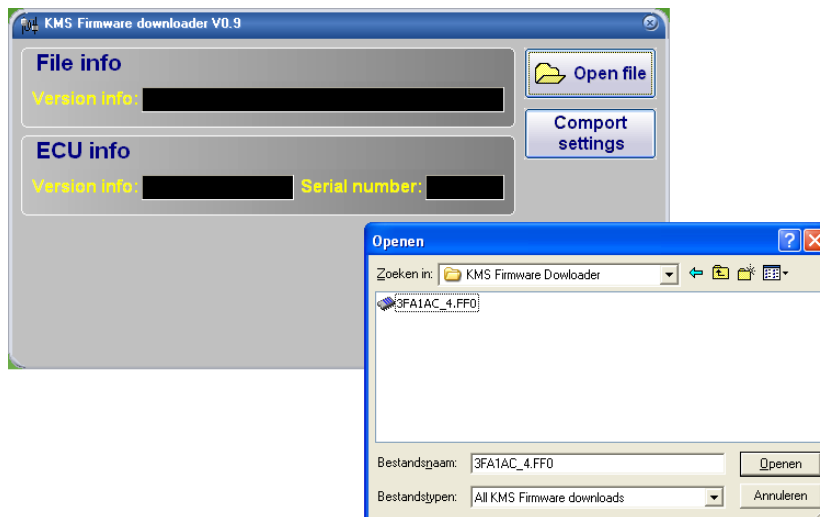 KMS Firmware downloader V0.9
File info
Version info:
Open file
Comport
settings
ECU info
Version info:
Serial number:
Openen
Zoeken in:
KMS Firmware Dowloader
3FA1AC_4.FF0
Bestandsnaam:
3FA1AC_4.FF0
Openen
Bestandstypen:
All KMS Firmware downloads
Annuleren